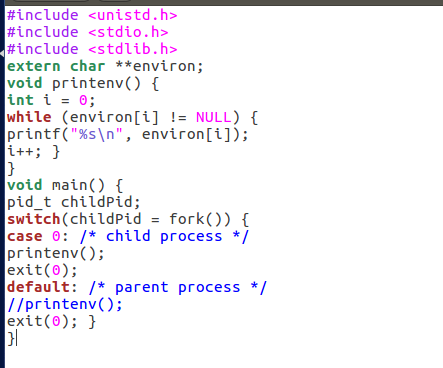 #include <unistd.h>
#include <stdio.h>
#include <stdlib.h>
extern char **environ;
void printenv() {
int i = 0;
while (environ[i] != NULL) {
printf("%s\n", environ[i]);
i++; }
}
void main() {
pid_t childPid;
switch(childPid = fork()) {
case 0: /* child process */
printenv();
exit(0);
default: /* parent process */
//printenv();
exit(0); }
}